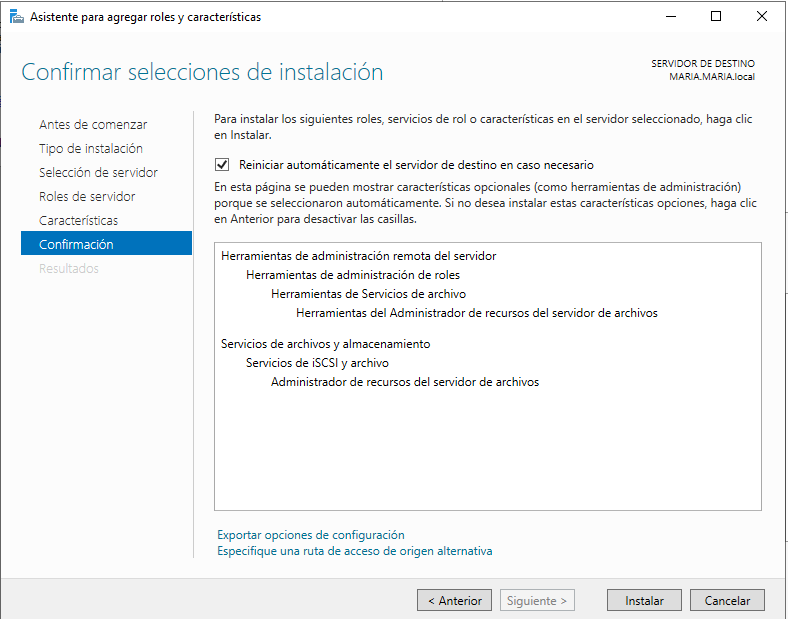 Asistente para agregar roles y características
Confirmar selecciones de instalación
SERVIDOR DE DESTINO
MARIA.MARIA.local
Antes de comenzar
Tipo de instalación
Selección de servidor
Roles de servidor
Características
Confirmación
Resultados
Para instalar los siguientes roles, servicios de rol o características en el servidor seleccionado, haga clic
en Instalar.
Reiniciar automáticamente el servidor de destino en caso necesario
En esta página se pueden mostrar características opcionales (como herramientas de administración)
porque se seleccionaron automáticamente. Si no desea instalar estas características opciones, haga clic
en Anterior para desactivar las casillas.
Herramientas de administración remota del servidor
Herramientas de administración de roles
Herramientas de Servicios de archivo
Herramientas del Administrador de recursos del servidor de archivos
Servicios de archivos y almacenamiento
Servicios de iSCSI y archivo
Administrador de recursos del servidor de archivos
Exportar opciones de configuración
Especifique una ruta de acceso de origen alternativa
< Anterior
Siguiente >
Instalar
Cancelar